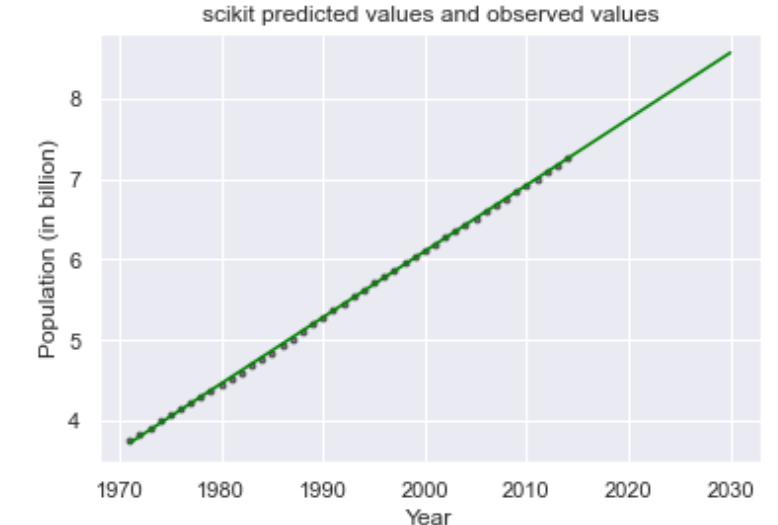 scikit predicted values and observed values
Population (in billion)
8
7
6
5
4
1970 1980 1990 2000 2010 2020 2030
Year